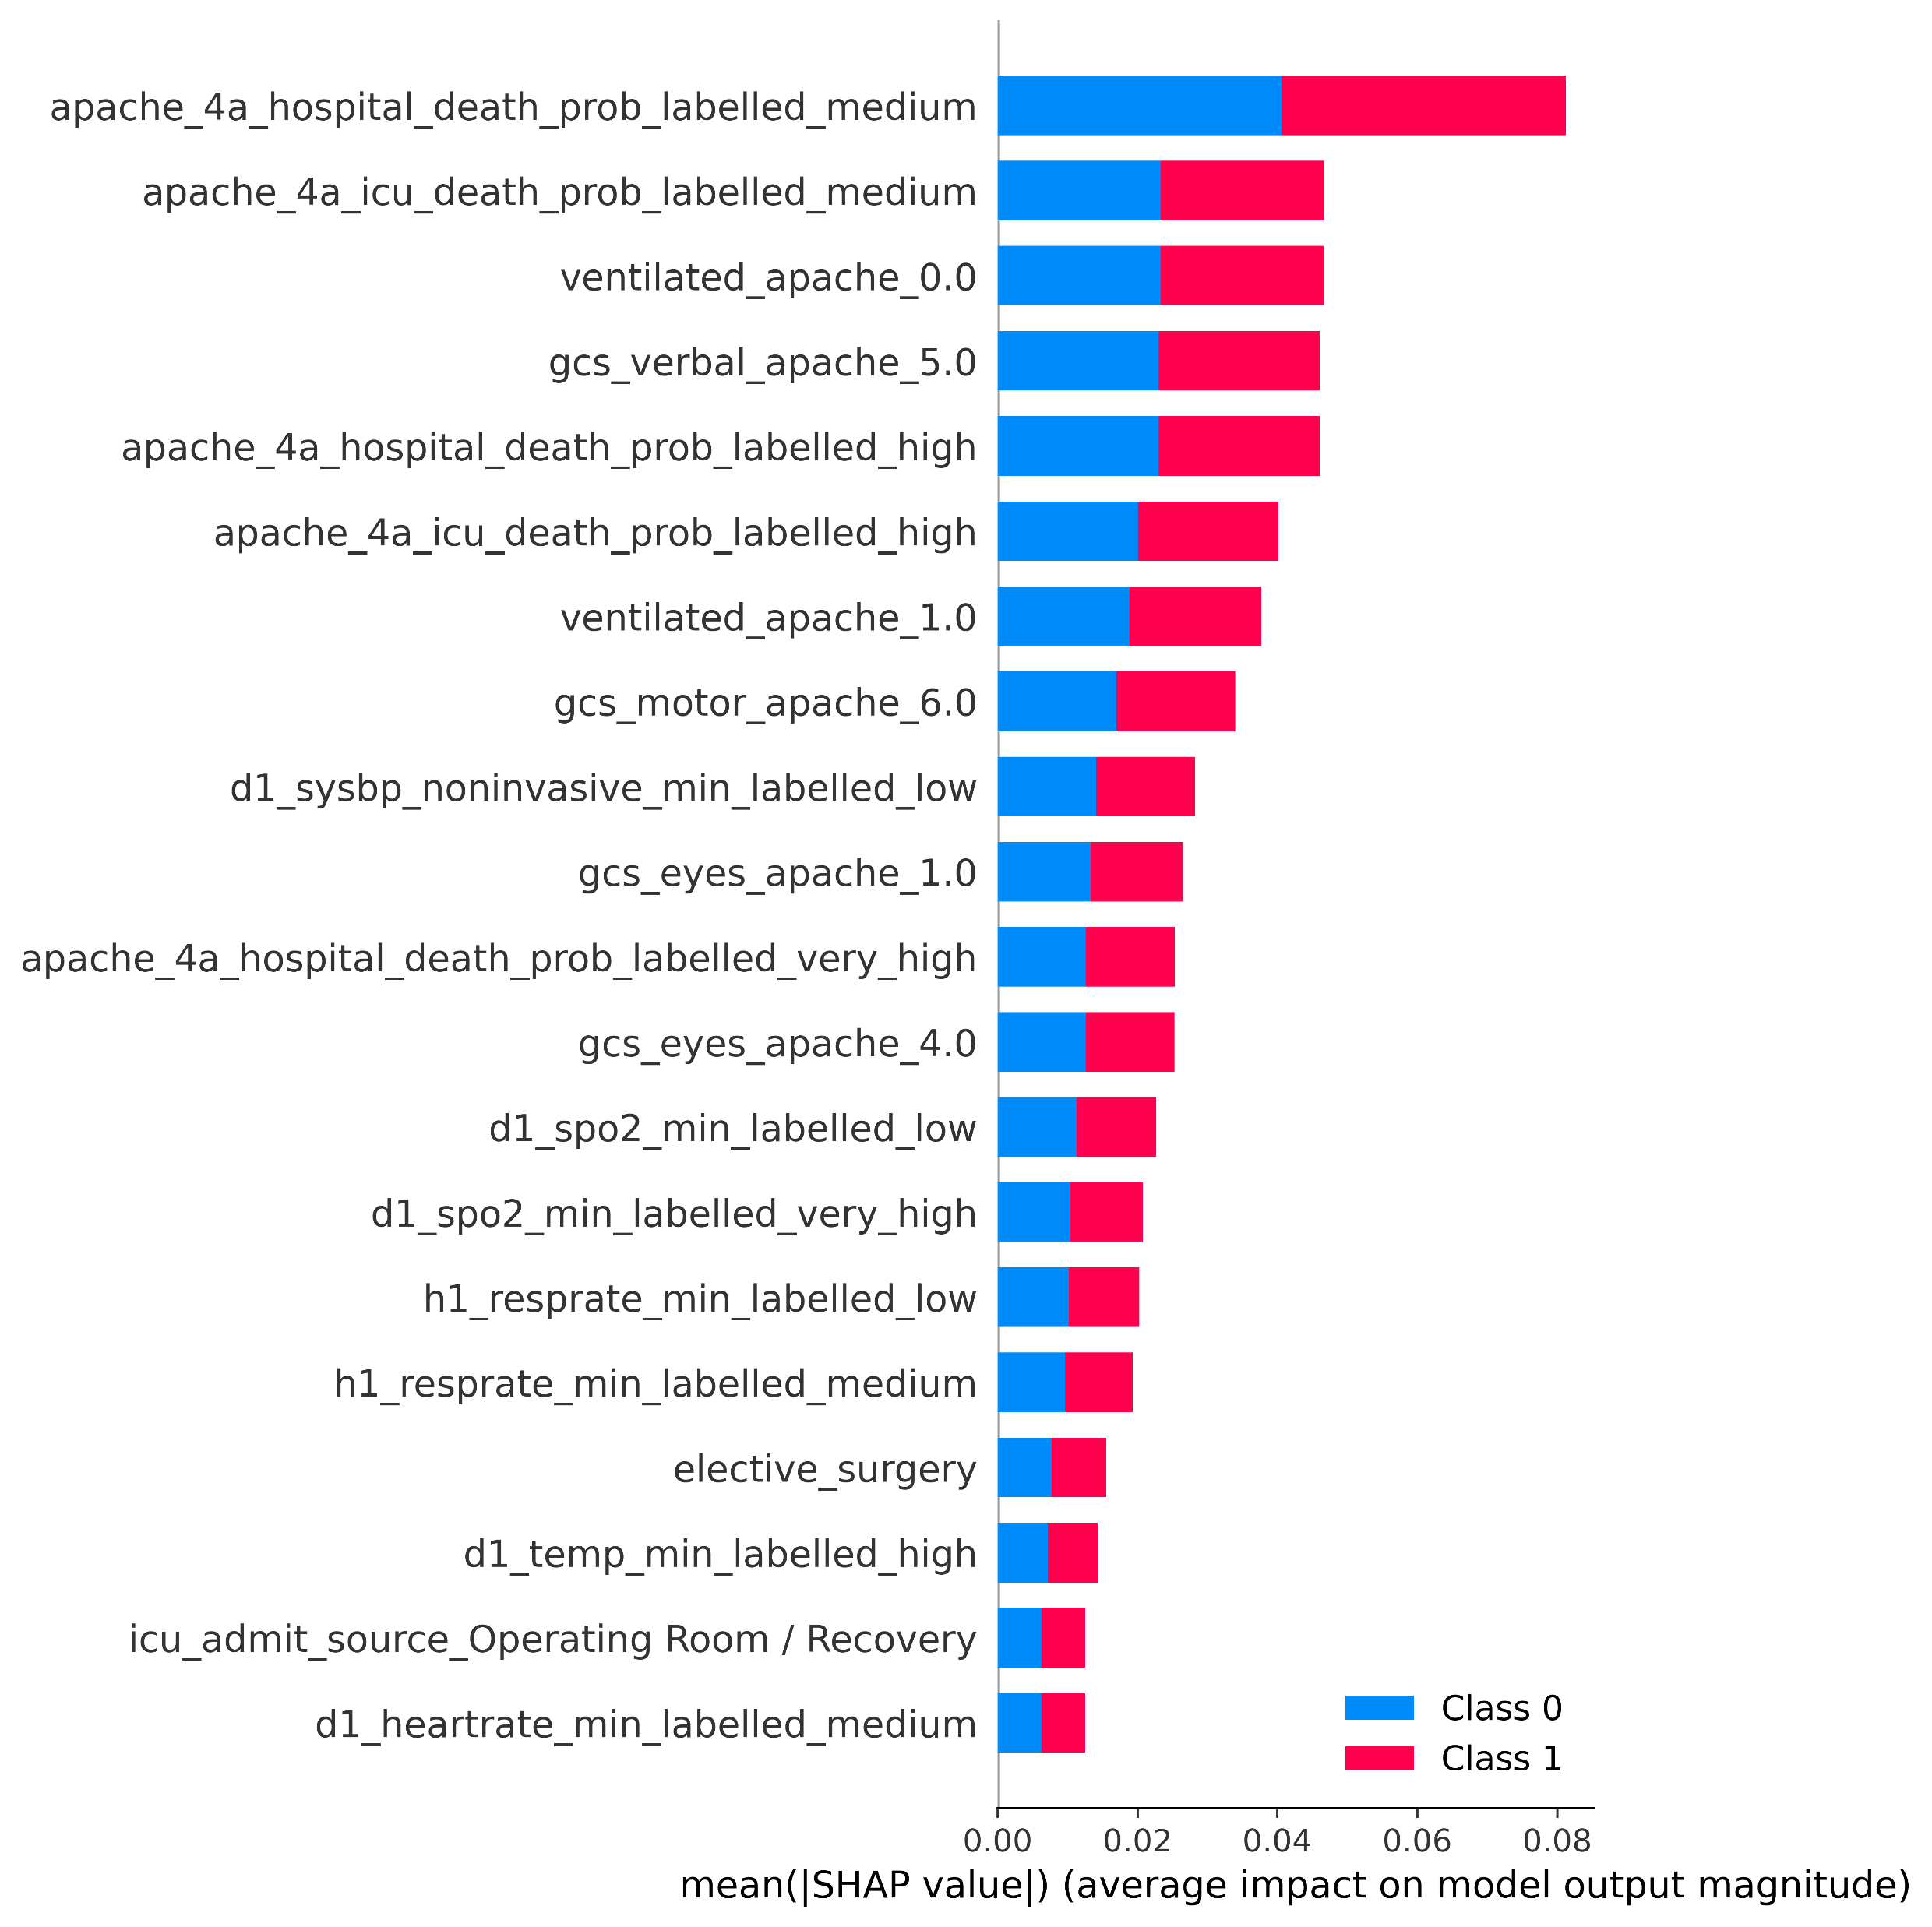 apache_4a_hospital_death_prob_labelled_medium
apache_4a_icu_death_prob_labelled_medium
ventilated_apache_0.0
gcs_verbal_apache_5.0
apache_4a_hospital_death_prob_labelled_high
apache_4a_icu_death_prob_labelled_high
ventilated_apache_1.0
gcs_motor_apache_6.0
d1_sysbp_noninvasive_min_labelled_low
gcs_eyes_apache_1.0
apache_4a_hospital_death_prob_labelled_very_high
gcs_eyes_apache_4.0
d1_spo2_min_labelled_low
d1_spo2_min_labelled_very_high
h1_resprate_min_labelled_low
h1_resprate_min_labelled_medium
elective_surgery
d1_temp_min_labelled_high
icu_admit_source_Operating Room / Recovery
d1_heartrate_min_labelled_medium
Class 0
Class 1
0.00 0.02 0.04 0.06 0.08
mean(|SHAP value|) (average impact on model output magnitude)